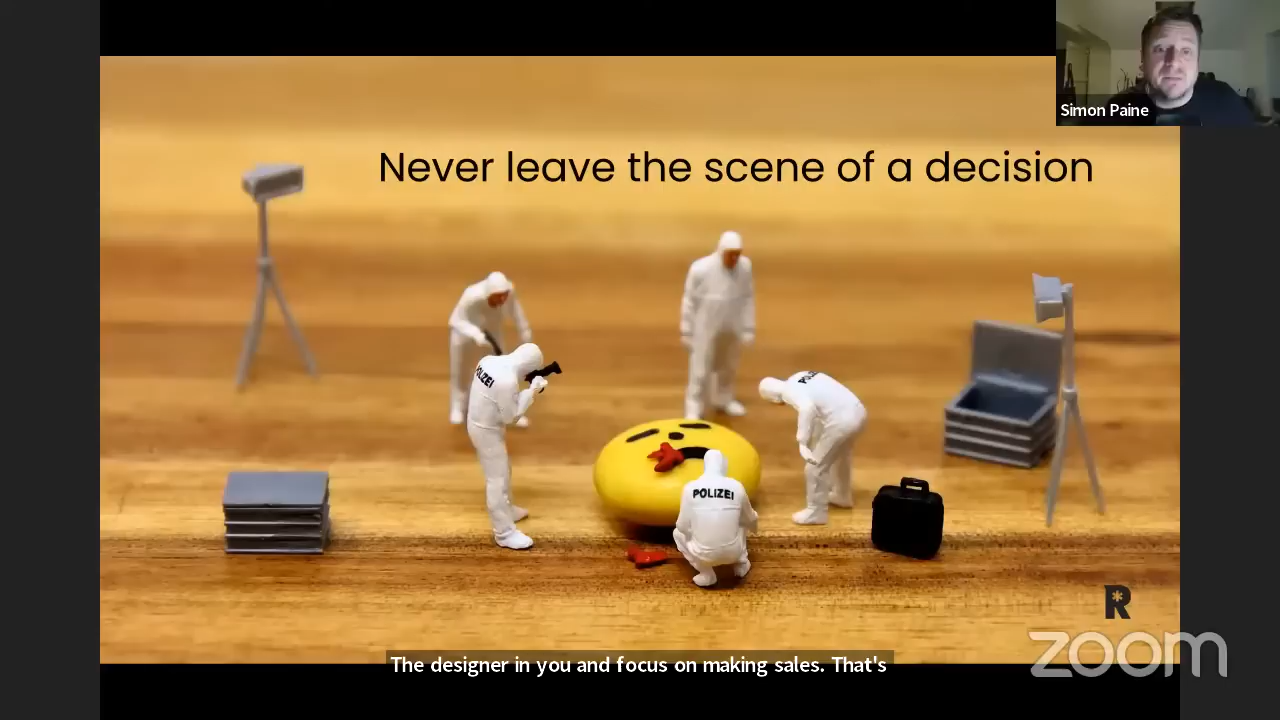 Simon Paine
Never leave the scene of a decision
POLIZEI
POLIZEI
R
zoom
The designer in you and focus on making sales. That's